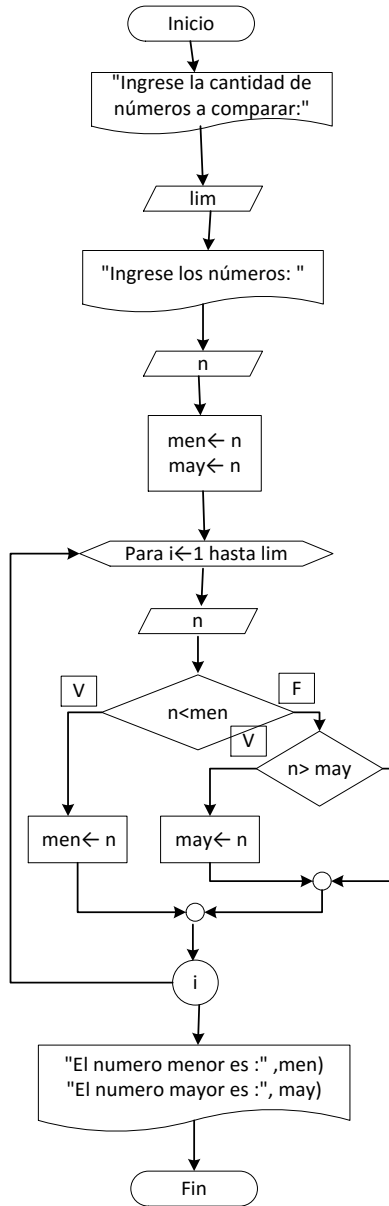 Inicio
"Ingrese la cantidad de
números a comparar:"
lim
"Ingrese los números: "
n
men← n
may← n
Para i←1 hasta lim
n
V
F
n<men
V
n> may
men← n
may← n
i
"El numero menor es :" ,men)
"El numero mayor es :", may)
Fin